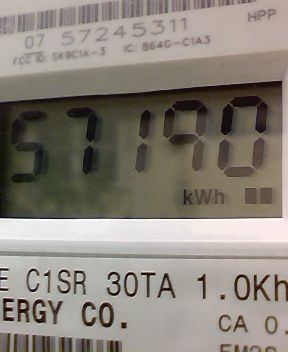 HPP
07 57245311
FCC ID: SK9C1A-3 IC: 864G-C1A3
57190
kWh
E C1SR 30TA 1.0Kh
NERGY CO.
CA 0.